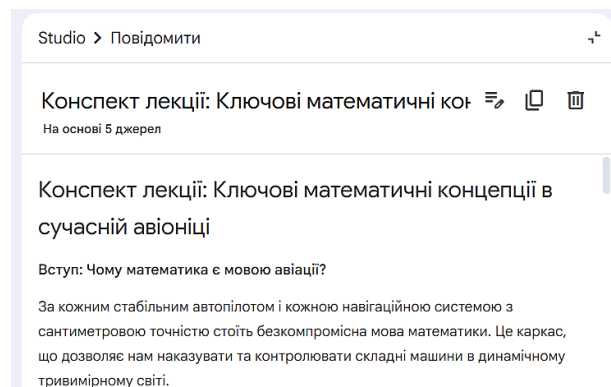 Studio > Повідомити
Конспект лекції: Ключові математичні
На основі 5 джерел
Конспект лекції: Ключові математичні концепції в
сучасній авіоніці
Вступ: Чому математика є мовою авіації?
За кожним стабільним автопілотом і кожною навігаційною системою з
сантиметровою точністю стоїть безкомпромісна мова математики. Це каркас,
що дозволяє нам наказувати та контролювати складні машини в динамічному
тривимірному світі.